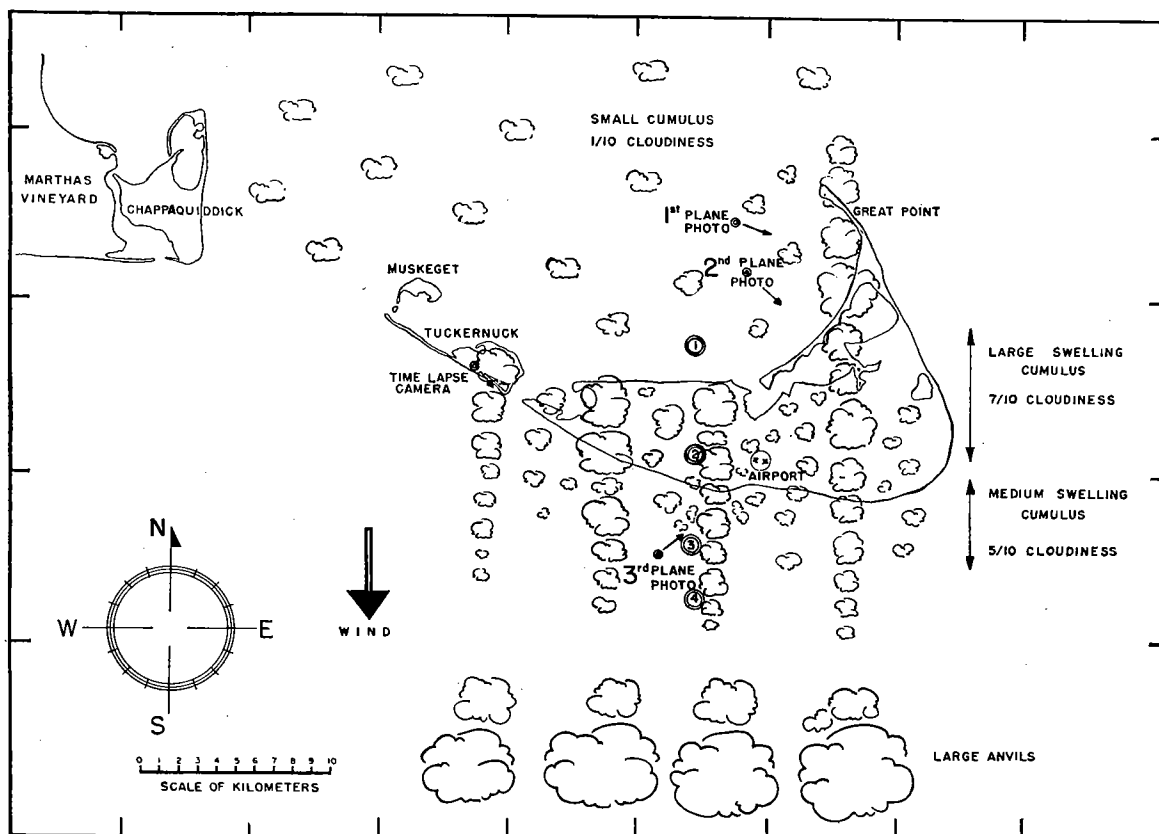 SMALL CUMULUS
1/10 CLOUDINESS
MARTHAS
VINEYARD
CHAPPAQUIDDICK
GREAT POINT
1st PLANE
PHOTO
2nd PLANE
PHOTO
MUSKEGET
TUCKERNUCK
TIME LAPSE
CAMERA
1
LARGE SWELLING
CUMULUS
7/10 CLOUDINESS
2
AIRPORT
MEDIUM SWELLING
CUMULUS
5/10 CLOUDINESS
3
3rd PLANE
PHOTO
4
N
W E
S
WIND
0 1 2 3 4 5 6 7 8 9 10
SCALE OF KILOMETERS
LARGE ANVILS